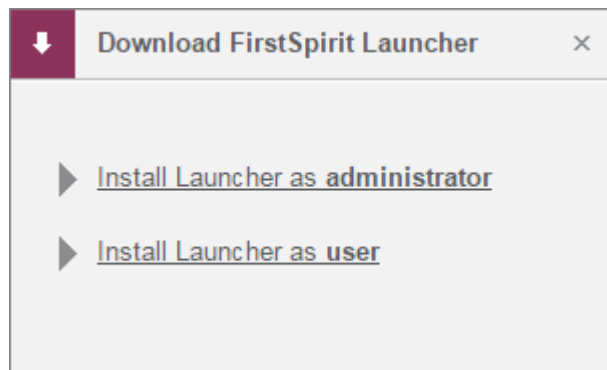 Download FirstSpirit Launcher
Install Launcher as administrator
Install Launcher as user